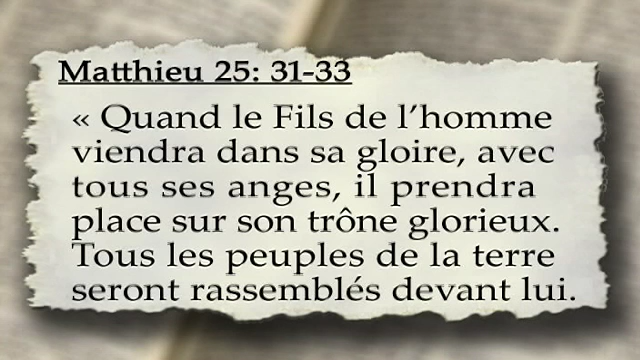 Matthieu 25: 31-33
« Quand le Fils de l’homme
viendra dans sa gloire, avec
tous ses anges, il prendra
place sur son trône glorieux.
Tous les peuples de la terre
seront rassemblés devant lui.